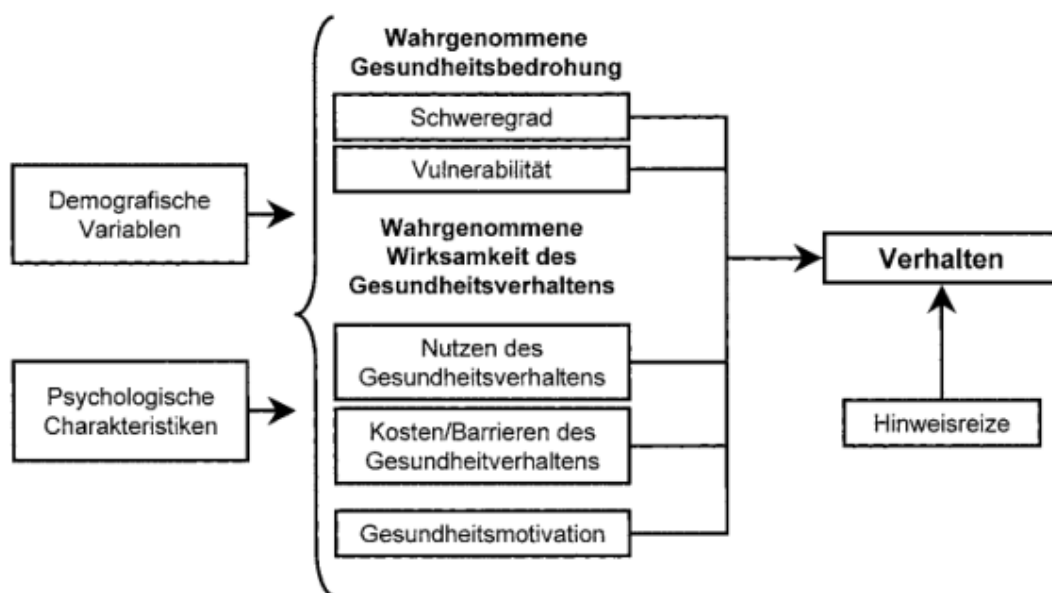 Demografische
Variablen
Psychologische
Charakteristiken
Wahrgenommene
Gesundheitsbedrohung
Schweregrad
Vulnerabilität
Wahrgenommene
Wirksamkeit des
Gesundheitsverhaltens
Nutzen des
Gesundheitsverhaltens
Kosten/Barrieren des
Gesundheitverhaltens
Gesundheitsmotivation
Verhalten
Hinweisreize